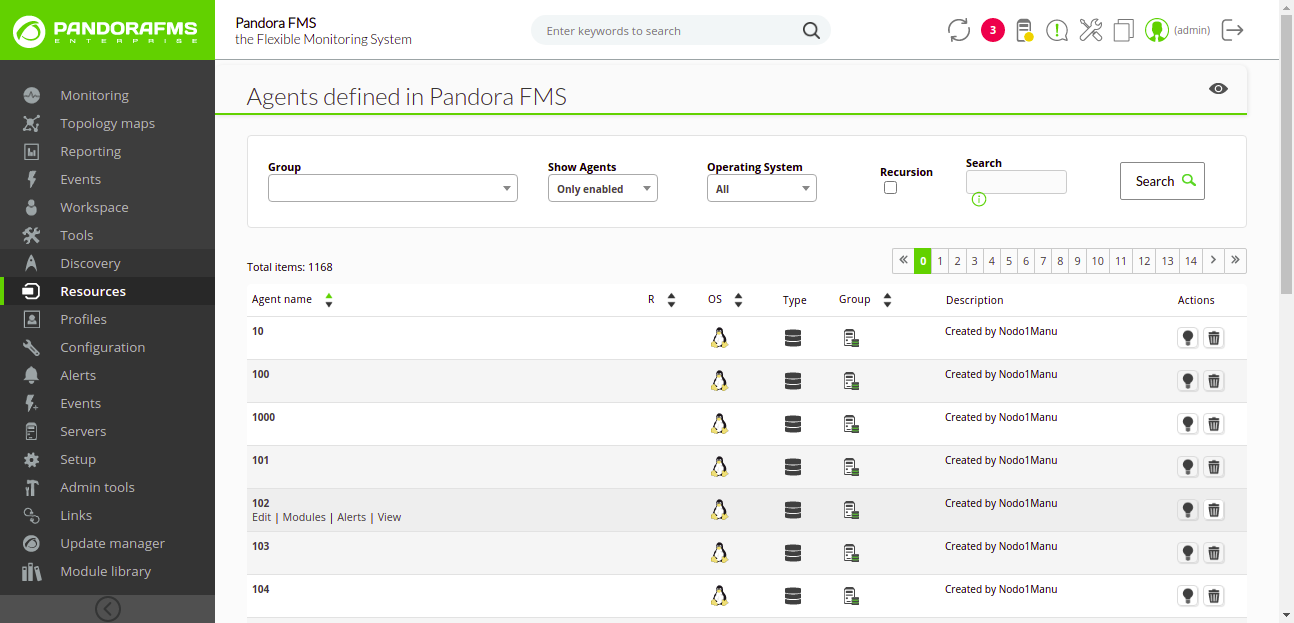 PANDORAFMS
ENTERPRISE
Pandora FMS
the Flexible Monitoring System
Enter keywords to search
3
(admin)
Monitoring
Topology maps
Reporting
Events
Workspace
Tools
Discovery
Resources
Profiles
Configuration
Alerts
Events
Servers
Setup
Admin tools
Links
Update manager
Module library
Agents defined in Pandora FMS
Group
Show Agents
Only enabled
Operating System
All
Recursion
Search
Search
Total items: 1168
« 0 1 2 3 4 5 6 7 8 9 10 11 12 13 14 > »
Agent name R OS Type Group Description Actions
10 Created by Nodo1Manu
100 Created by Nodo1Manu
1000 Created by Nodo1Manu
101 Created by Nodo1Manu
102 Created by Nodo1Manu
Edit | Modules | Alerts | View
103 Created by Nodo1Manu
104 Created by Nodo1Manu